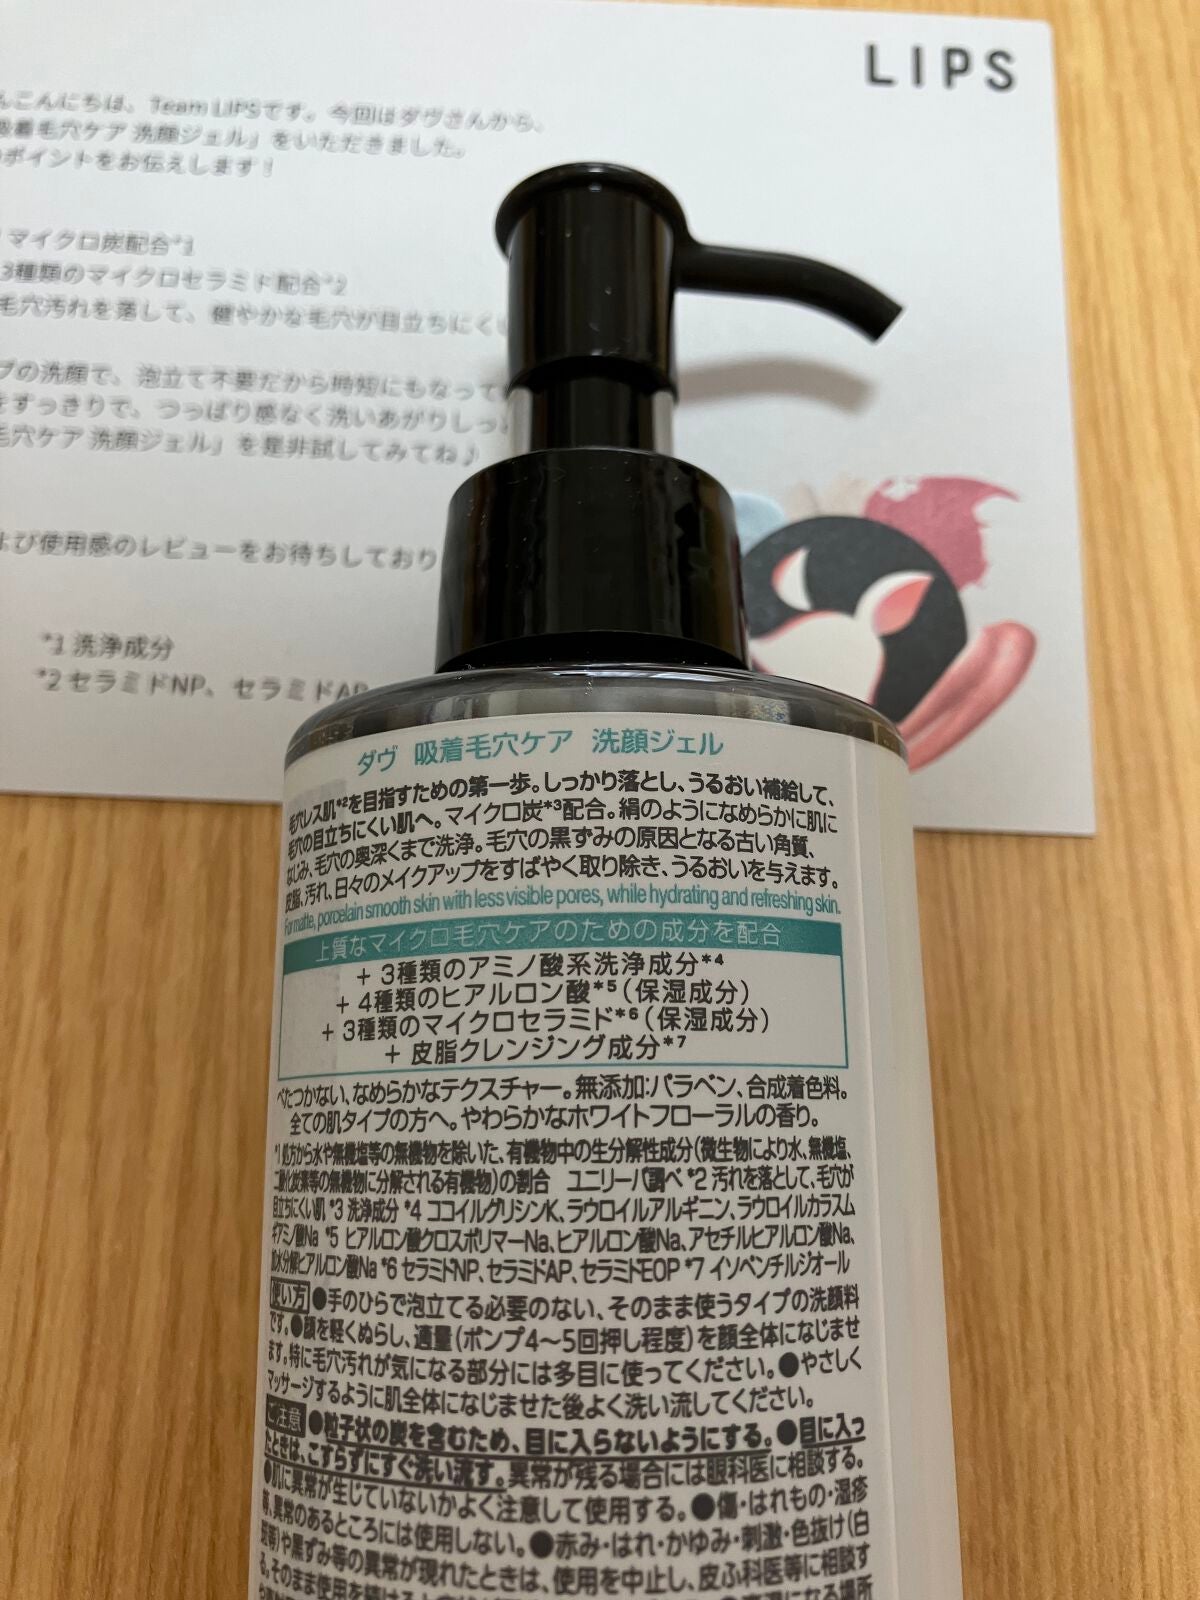 LIPS
んこんにちは、Team LIPSです。今回はダヴさんから、
吸着毛穴ケア 洗顔ジェル」をいただきました。
ポイントをお伝えします！
マイクロ炭配合*1
3種類のマイクロセラミド配合*2
毛穴汚れを落して、健やかな毛穴が目立ちにくい
プの洗顔で、泡立て不要だから時短にもなって
をすっきりで、つっぱり感なく洗いあがりしっ
毛穴ケア 洗顔ジェル」を是非試してみてね♪
よび使用感のレビューをお待ちしており
*1 洗浄成分
*2 セラミドNP、セラミドAP
ダヴ 吸着毛穴ケア 洗顔ジェル
毛穴レス肌*2を目指すための第一歩。しっかり落とし、うるおい補給して、
毛穴の目立ちにくい肌へ。マイクロ炭*3配合。絹のようになめらかに肌に
なじみ、毛穴の奥深くまで洗浄。毛穴の黒ずみの原因となる古い角質、
皮脂、汚れ、日々のメイクアップをすばやく取り除き、うるおいを与えます。
For matte, porcelain smooth skin with less visible pores, while hydrating and refreshing skin.
上質なマイクロ毛穴ケアのための成分を配合
+ 3種類のアミノ酸系洗浄成分*4
+ 4種類のヒアルロン酸*5（保湿成分）
+ 3種類のマイクロセラミド*6（保湿成分）
+ 皮脂クレンジング成分*7
べたつかない、なめらかなテクスチャー。無添加:パラベン、合成着色料。
全ての肌タイプの方へ。やわらかなホワイトフローラルの香り。
*1 処方から水や無機塩等の無機物を除いた、有機物中の生分解性成分（微生物により水、無機塩、
二酸化炭素等の無機物に分解される有機物）の割合 ユニリーバ調べ *2 汚れを落として、毛穴が
目立ちにくい肌 *3 洗浄成分 *4 ココイルグリシンK、ラウロイルアルギニン、ラウロイルカラスム
ギアミノ酸Na *5 ヒアルロン酸クロスポリマーNa、ヒアルロン酸Na、アセチルヒアルロン酸Na、
加水分解ヒアルロン酸Na *6 セラミドNP、セラミドAP、セラミドEOP *7 イソペンチルジオール
使い方 ●手のひらで泡立てる必要のない、そのまま使うタイプの洗顔料
です。●顔を軽くぬらし、適量（ポンプ4〜5回押し程度）を顔全体になじませ
ます。特に毛穴汚れが気になる部分には多目に使ってください。●やさしく
マッサージするように肌全体になじませた後よく洗い流してください。
ご注意 ●粒子状の炭を含むため、目に入らないようにする。●目に入っ
たときは、こすらずにすぐ洗い流す。異常が残る場合には眼科医に相談する。
●肌に異常が生じていないかよく注意して使用する。●傷・はれもの・湿疹
等、異常のあるところには使用しない。●赤み・はれ・かゆみ・刺激・色抜け（白
斑等）や黒ずみ等の異常が現れたときは、使用を中止し、皮ふ科医等に相談す
る。そのまま使用を続けると